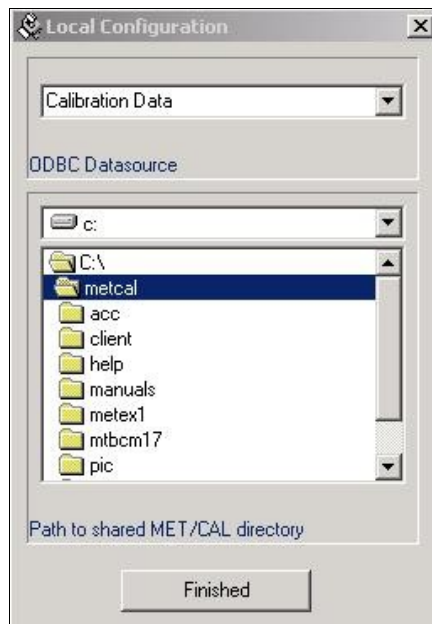 Local Configuration
Calibration Data
ODBC Datasource
c:
C:\
metcal
acc
client
help
manuals
metex1
mtbcm17
pic
Path to shared MET/CAL directory
Finished